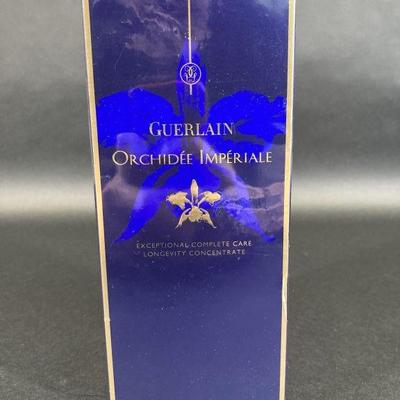 GUERLAIN
ORCHIDÉE IMPÉRIALE
EXCEPTIONAL COMPLETE CARE
LONGEVITY CONCENTRATE